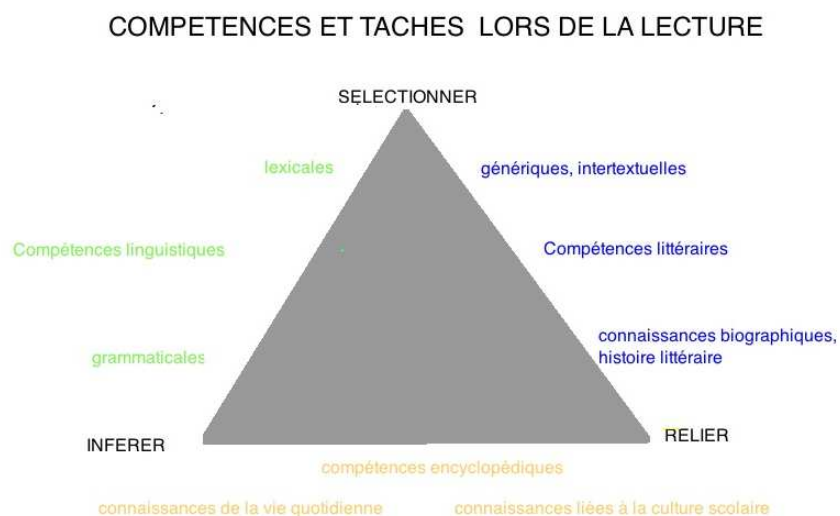 COMPETENCES ET TACHES LORS DE LA LECTURE
SELECTIONNER
lexicales
génériques, intertextuelles
Compétences linguistiques
Compétences littéraires
connaissances biographiques,
histoire littéraire
grammaticales
INFERER
RELIER
compétences encyclopédiques
connaissances de la vie quotidienne
connaissances liées à la culture scolaire